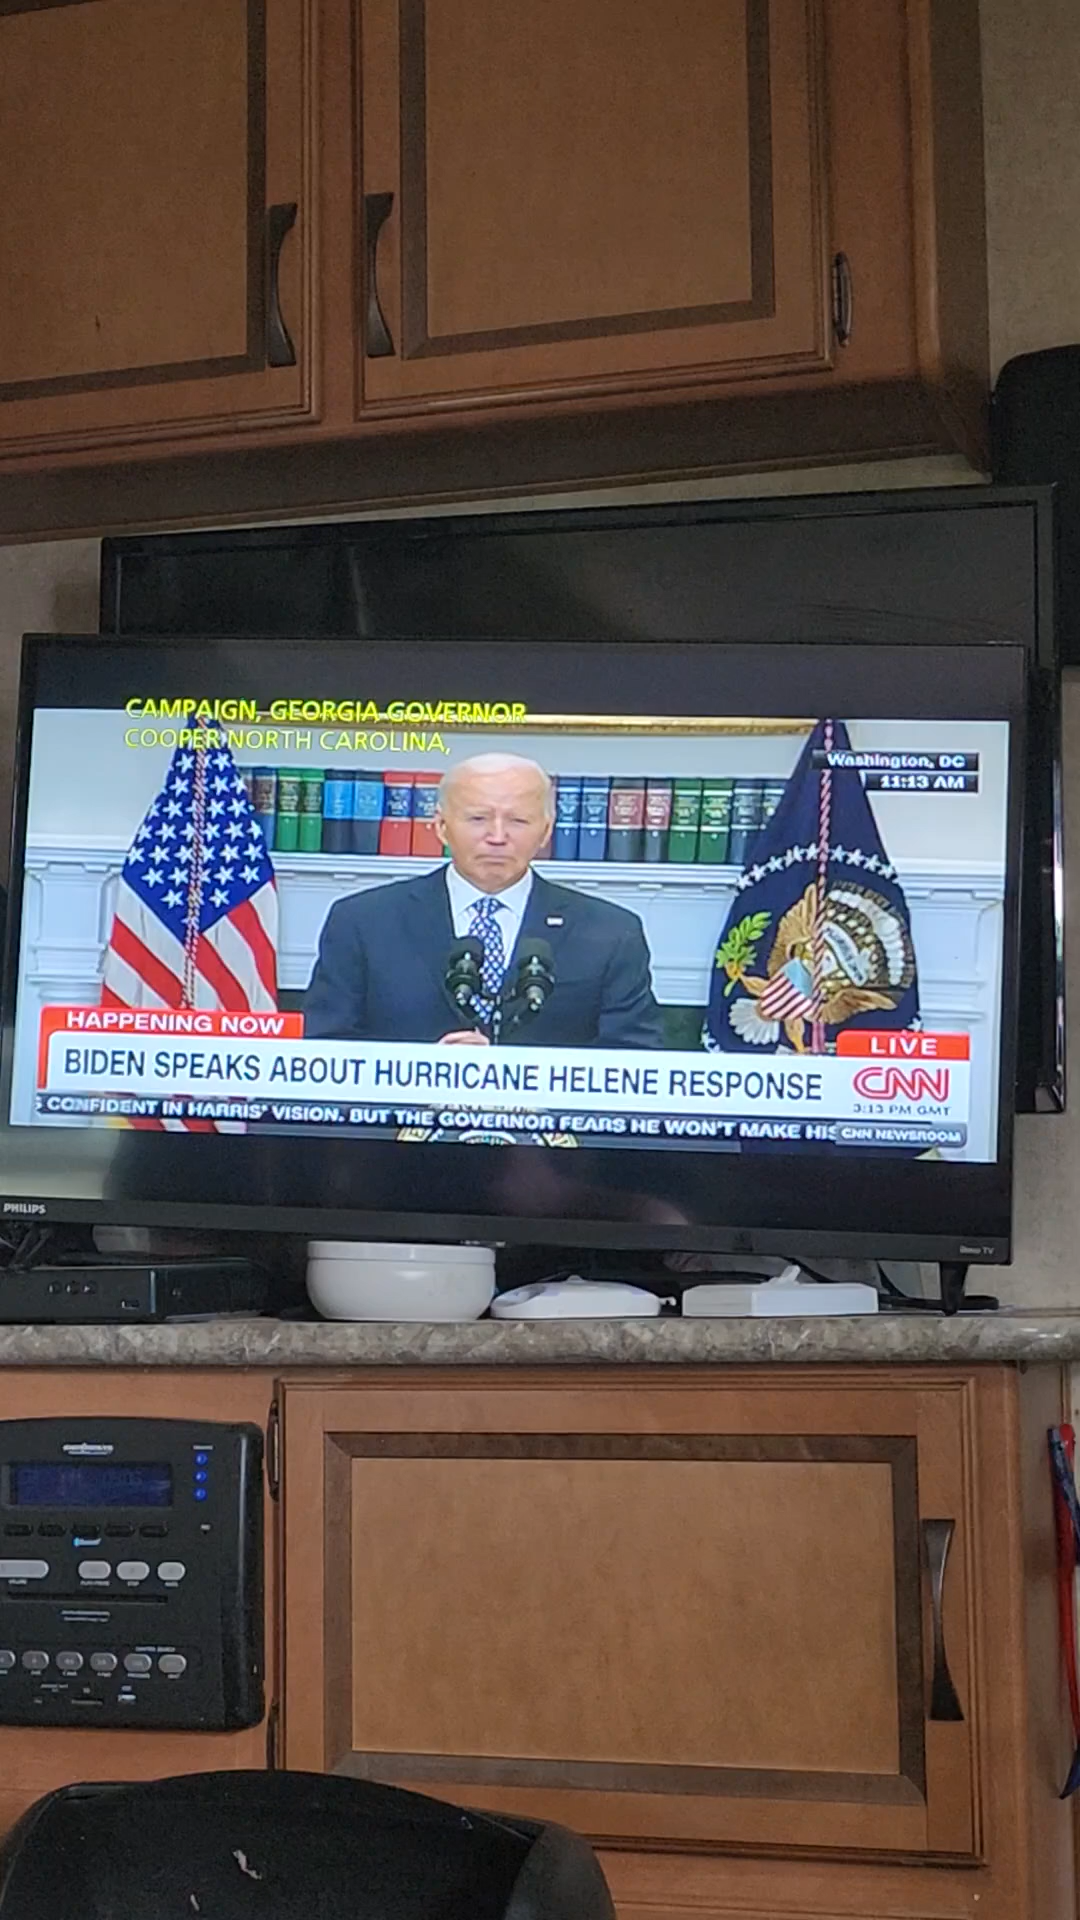 CAMPAIGN, GEORGIA GOVERNOR
COOPER NORTH CAROLINA,
Washington, DC
11:13 AM
HAPPENING NOW
LIVE
BIDEN SPEAKS ABOUT HURRICANE HELENE RESPONSE
CNN
3:13 PM GMT
S CONFIDENT IN HARRIS' VISION. BUT THE GOVERNOR FEARS HE WON'T MAKE HIS
CNN NEWSROOM
PHILIPS
Roku TV